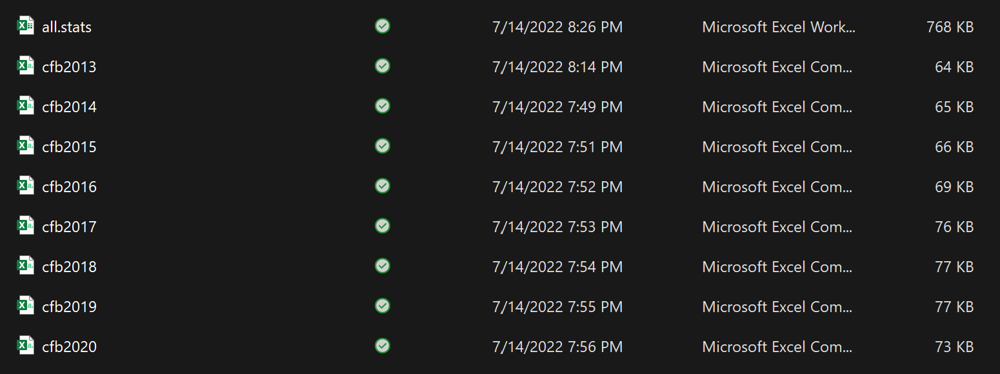 all.stats 7/14/2022 8:26 PM Microsoft Excel Work... 768 KB
cfb2013 7/14/2022 8:14 PM Microsoft Excel Com... 64 KB
cfb2014 7/14/2022 7:49 PM Microsoft Excel Com... 65 KB
cfb2015 7/14/2022 7:51 PM Microsoft Excel Com... 66 KB
cfb2016 7/14/2022 7:52 PM Microsoft Excel Com... 69 KB
cfb2017 7/14/2022 7:53 PM Microsoft Excel Com... 76 KB
cfb2018 7/14/2022 7:54 PM Microsoft Excel Com... 77 KB
cfb2019 7/14/2022 7:55 PM Microsoft Excel Com... 77 KB
cfb2020 7/14/2022 7:56 PM Microsoft Excel Com... 73 KB